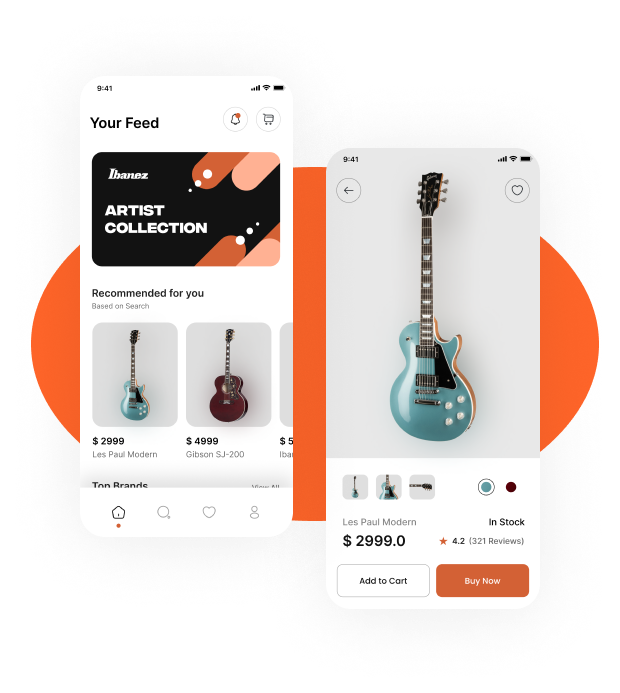 9:41
Your Feed
Ibanez
ARTIST
COLLECTION
Recommended for you
Based on Search
$ 2999
$ 4999
$ 5
Les Paul Modern
Gibson SJ-200
Iba
Top Brands
View All
9:41
Les Paul Modern
In Stock
$ 2999.0
4.2 (321 Reviews)
Add to Cart
Buy Now